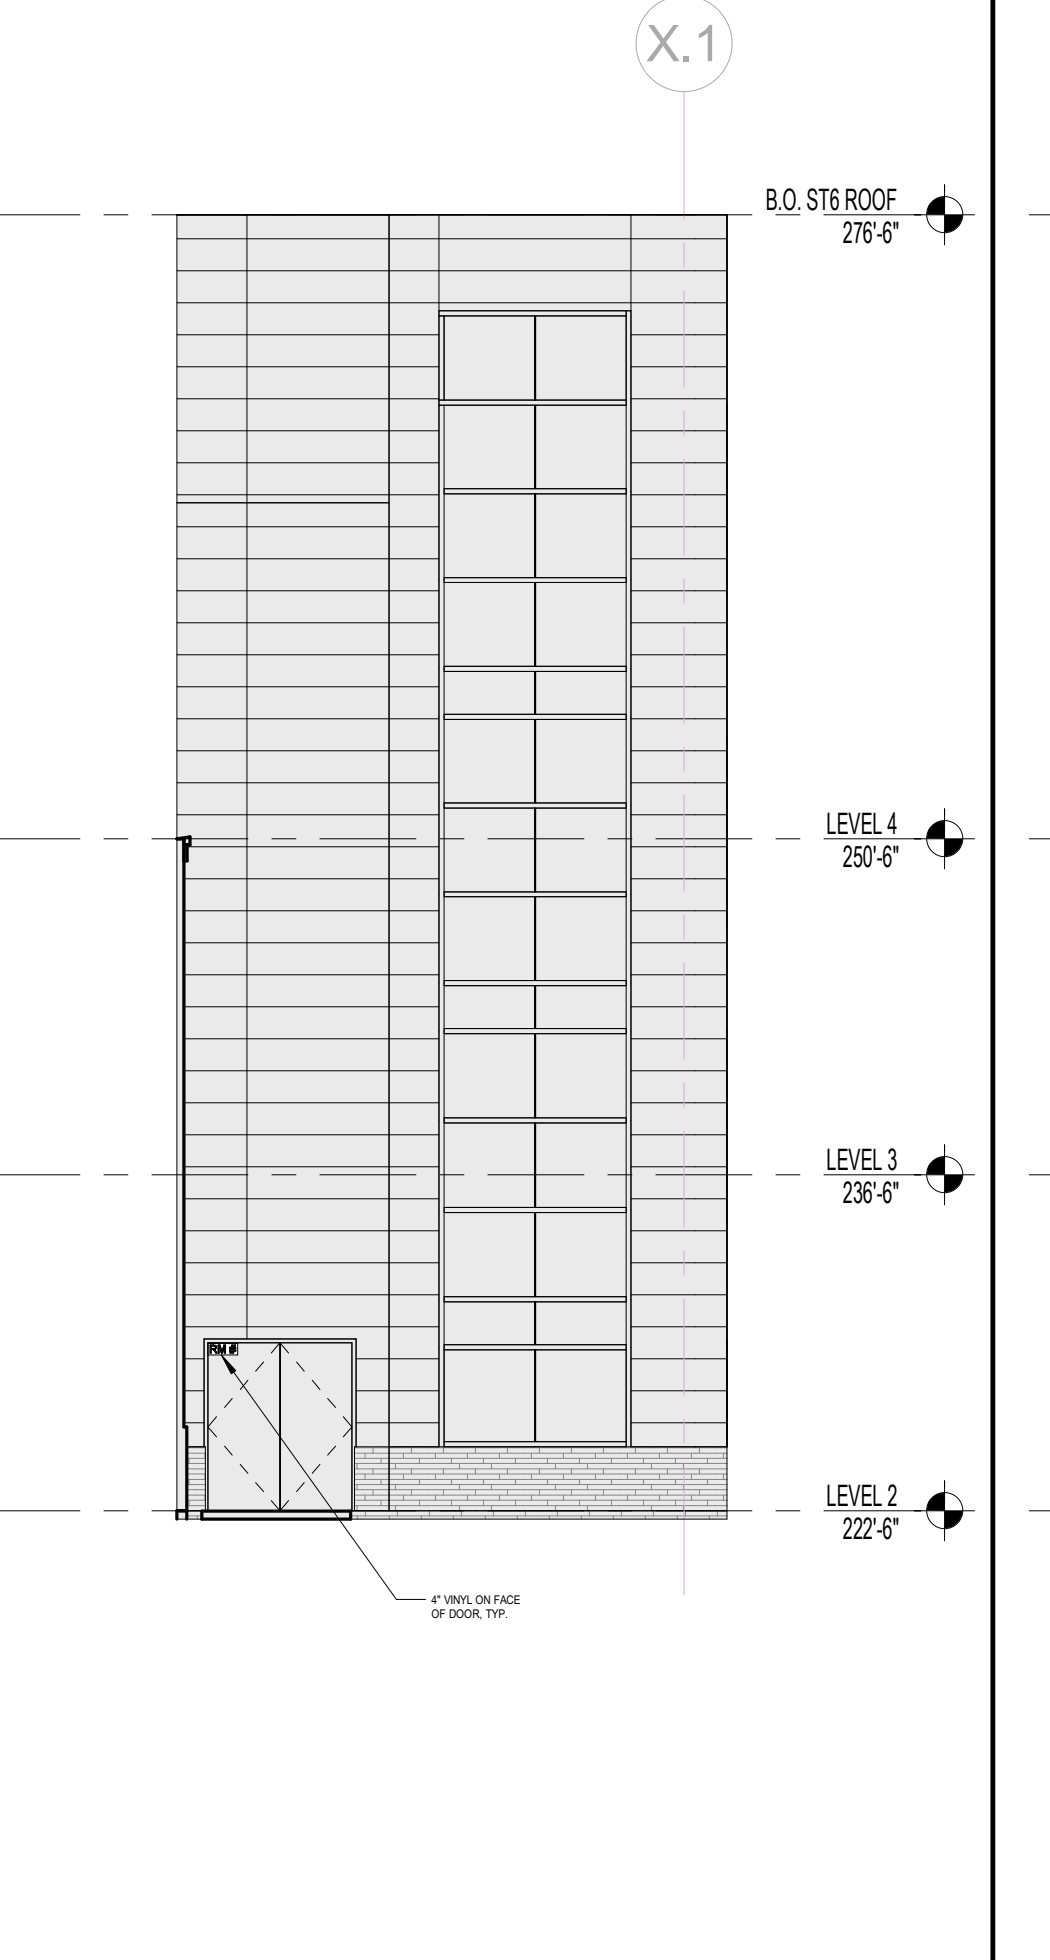 X.1
B.O. ST6 ROOF
276'-6"
LEVEL 4
250'-6"
LEVEL 3
236'-6"
RM #
LEVEL 2
222'-6"
4" VINYL ON FACE
OF DOOR, TYP.